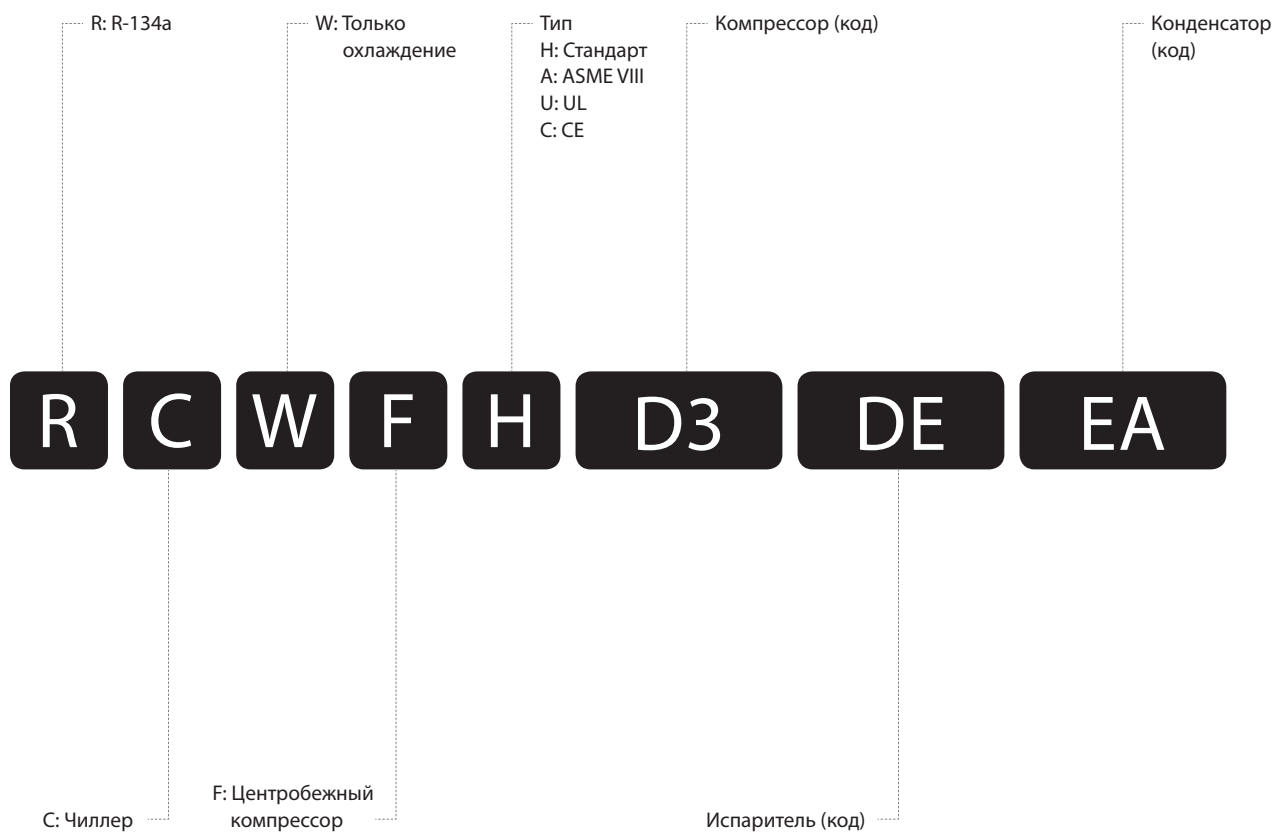 R: R-134a
W: Только
охлаждение
Тип
H: Стандарт
A: ASME VIII
U: UL
C: CE
Компрессор (код)
Конденсатор
(код)
R C W F H D3 DE EA
C: Чиллер
F: Центробежный
компрессор
Испаритель (код)